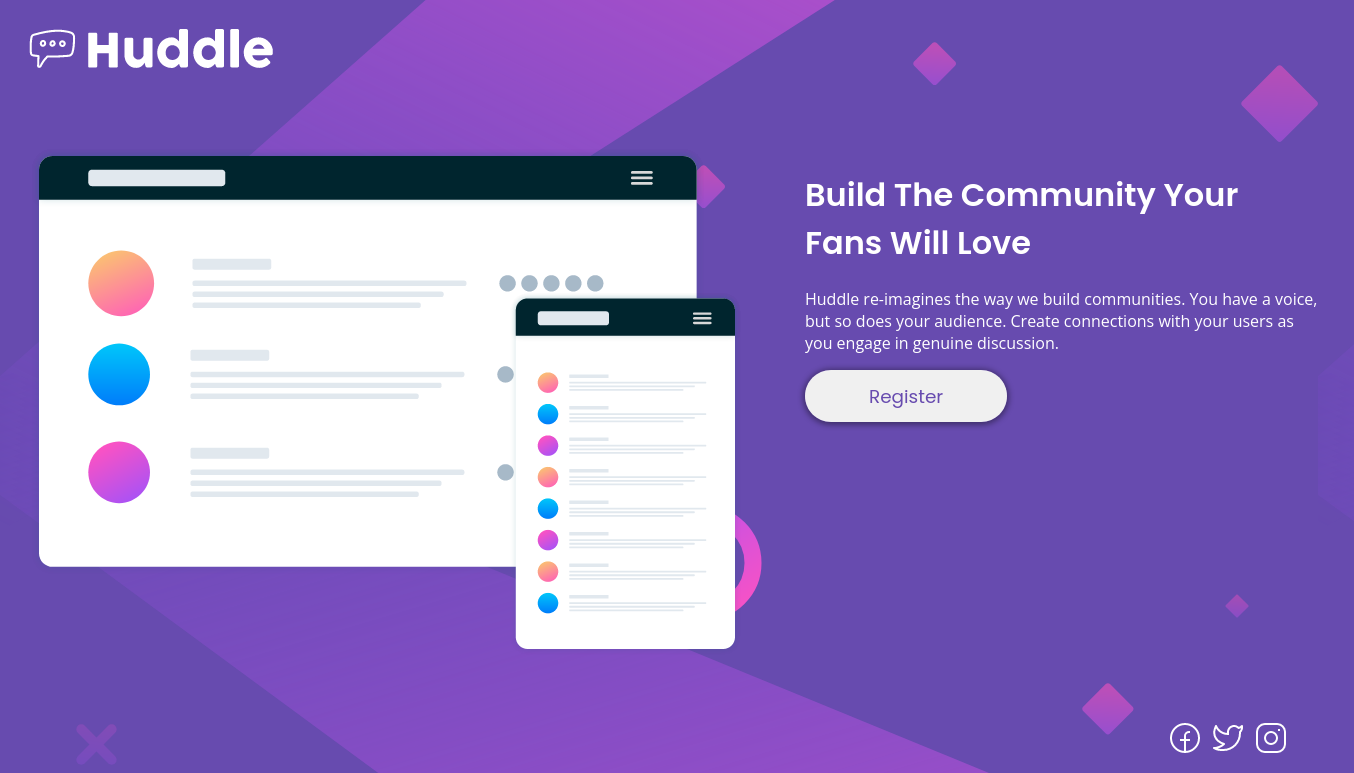 Huddle
Build The Community Your
Fans Will Love
Huddle re-imagines the way we build communities. You have a voice,
but so does your audience. Create connections with your users as
you engage in genuine discussion.
Register